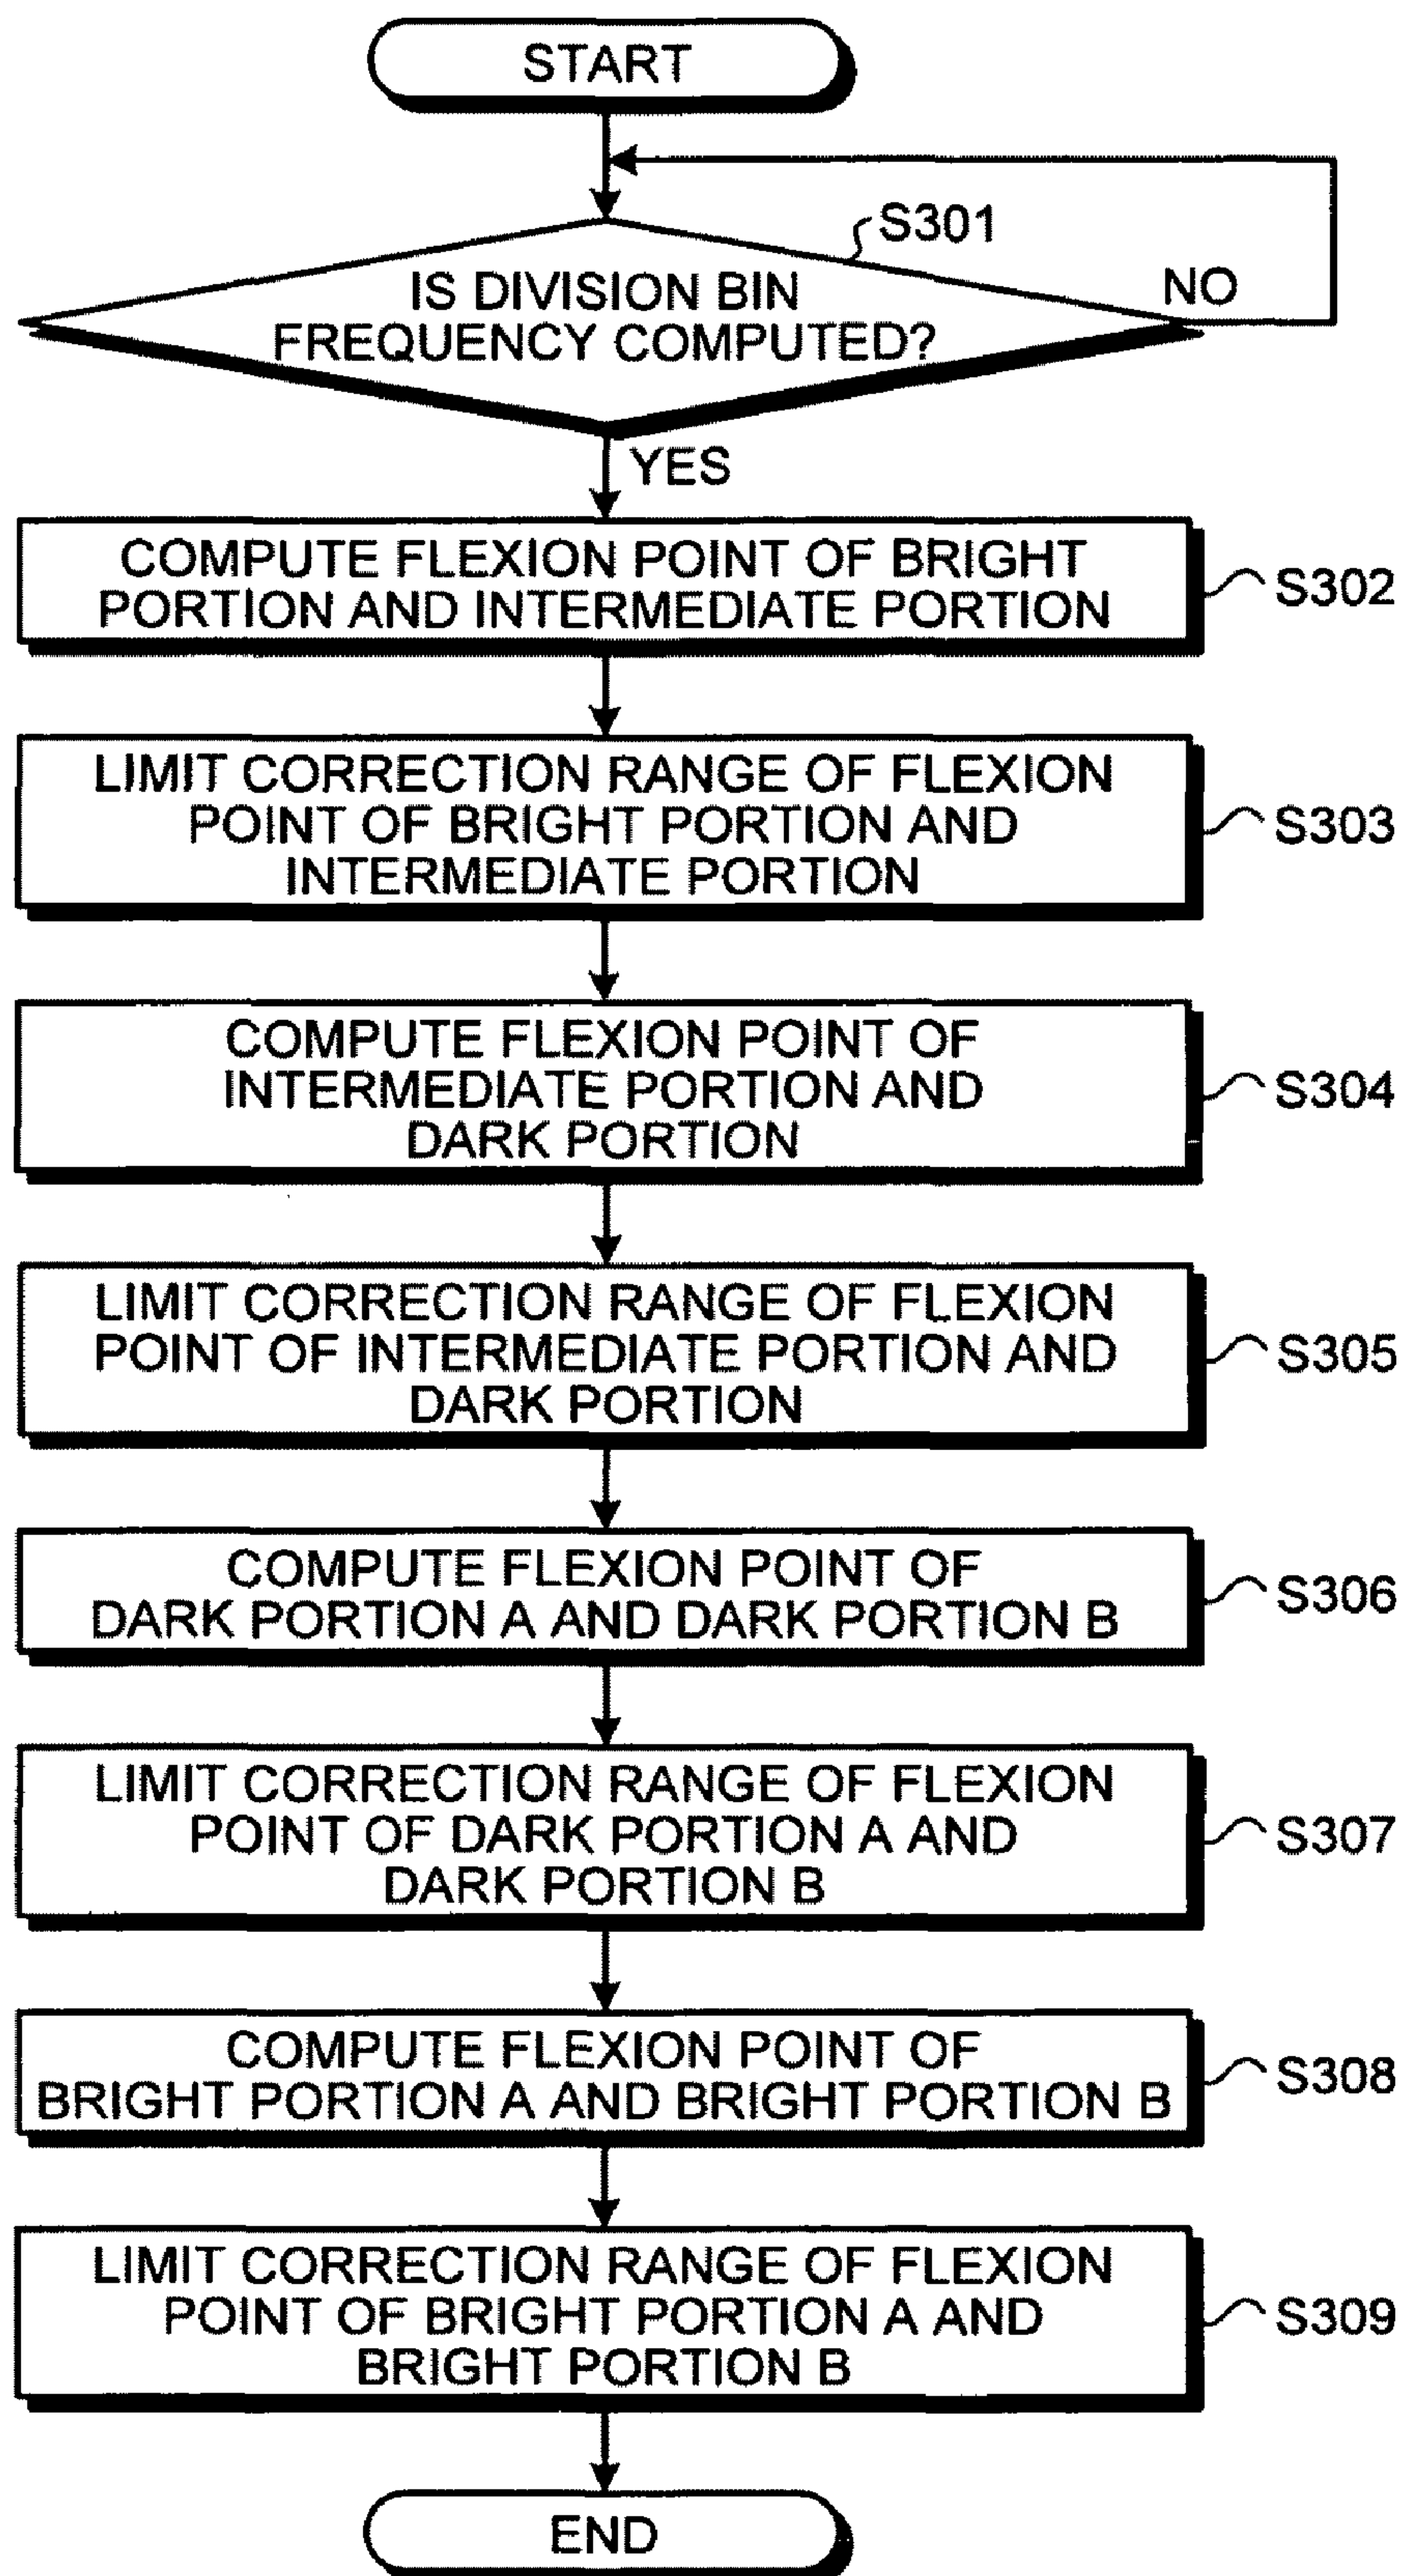 START
S301
IS DIVISION BIN
FREQUENCY COMPUTED?
NO
YES
COMPUTE FLEXION POINT OF BRIGHT
PORTION AND INTERMEDIATE PORTION
S302
LIMIT CORRECTION RANGE OF FLEXION
POINT OF BRIGHT PORTION AND
INTERMEDIATE PORTION
S303
COMPUTE FLEXION POINT OF
INTERMEDIATE PORTION AND
DARK PORTION
S304
LIMIT CORRECTION RANGE OF FLEXION
POINT OF INTERMEDIATE PORTION AND
DARK PORTION
S305
COMPUTE FLEXION POINT OF
DARK PORTION A AND DARK PORTION B
S306
LIMIT CORRECTION RANGE OF FLEXION
POINT OF DARK PORTION A AND
DARK PORTION B
S307
COMPUTE FLEXION POINT OF
BRIGHT PORTION A AND BRIGHT PORTION B
S308
LIMIT CORRECTION RANGE OF FLEXION
POINT OF BRIGHT PORTION A AND
BRIGHT PORTION B
S309
END